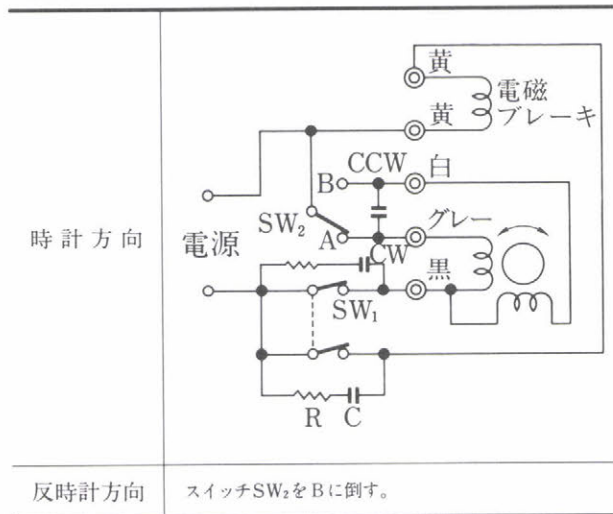 黄
電磁
ブレーキ
黄
CCW
白
B
SW₂
グレー
A
CW
時計方向
電源
黒
SW₁
R
C
反時計方向
スイッチSW₂をBに倒す。